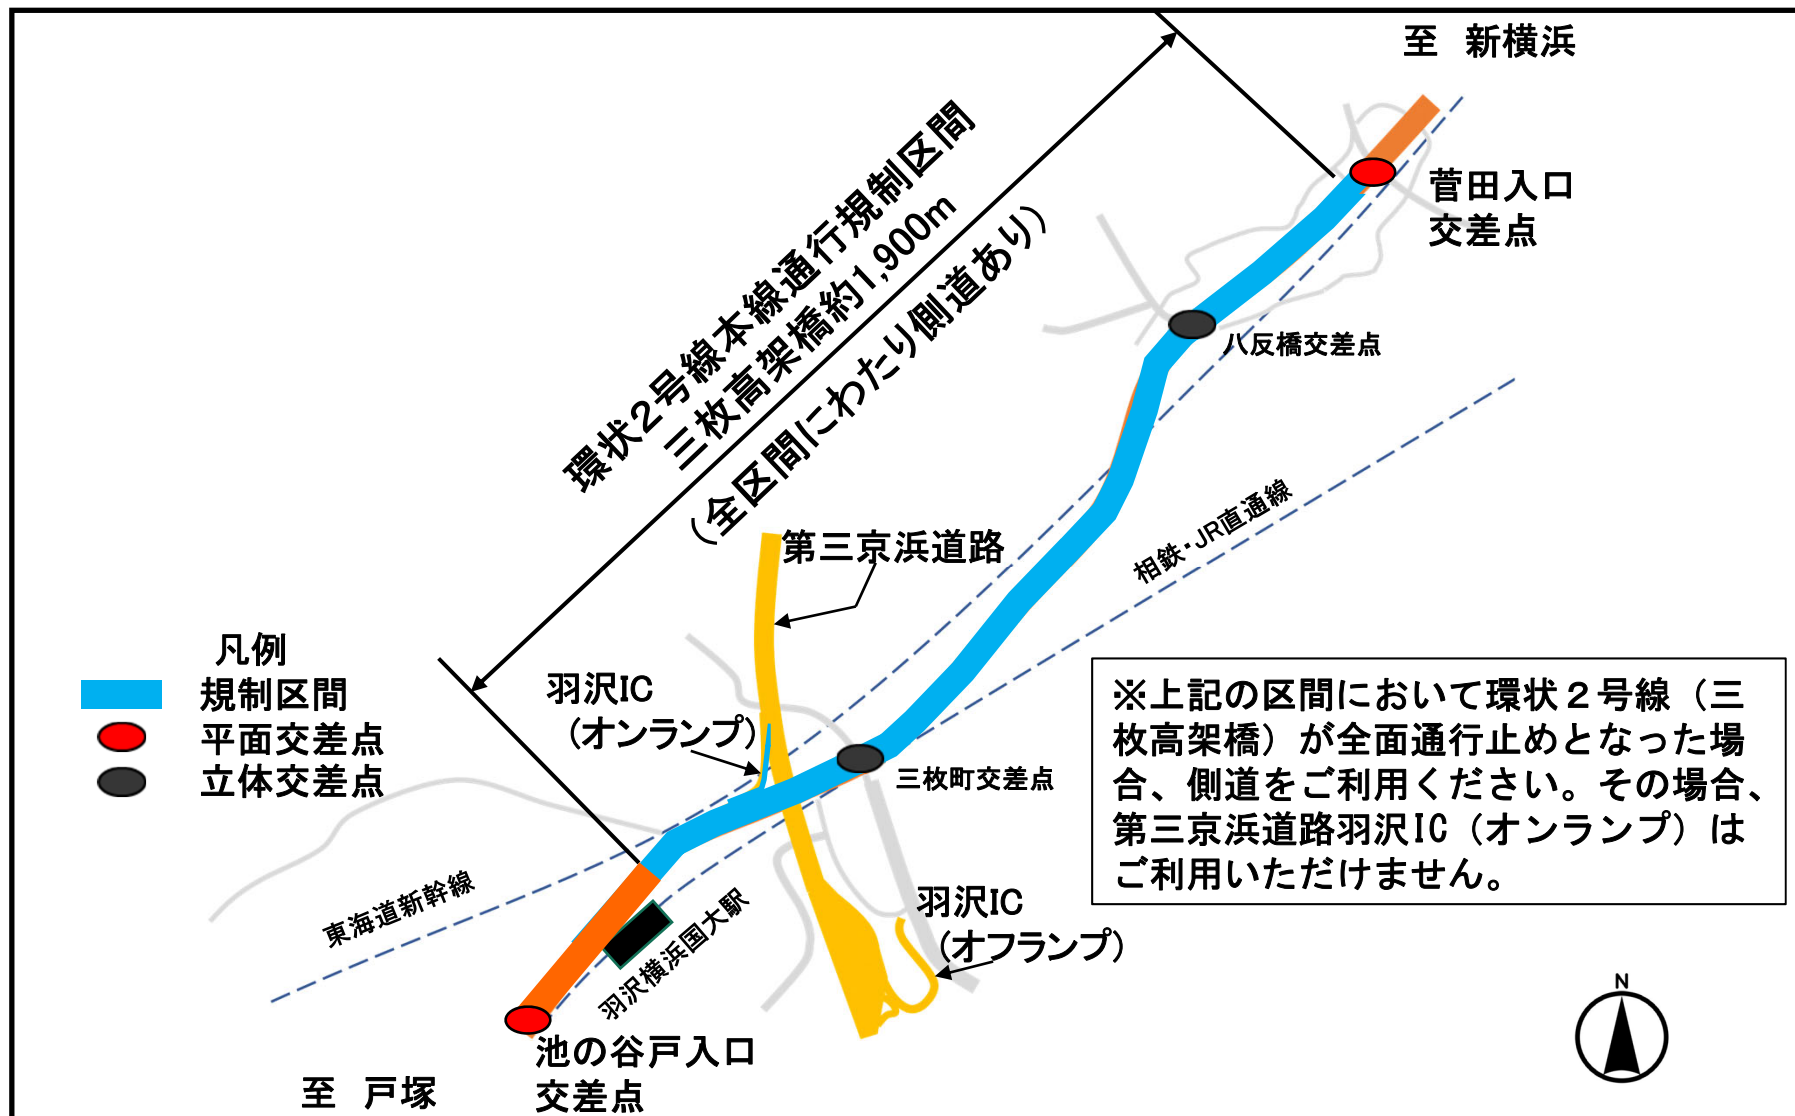 至 新横浜
環状2号線本線通行規制区間
三枚高架橋約1,900m
(全区間にわたり側道あり)
菅田入口
交差点
八反橋交差点
相鉄・JR直通線
第三京浜道路
凡例
規制区間
平面交差点
立体交差点
羽沢IC
(オンランプ)
三枚町交差点
※上記の区間において環状2号線(三
枚高架橋)が全面通行止めとなった場
合、側道をご利用ください。その場合、
第三京浜道路羽沢IC(オンランプ)は
ご利用いただけません。
東海道新幹線
羽沢横浜国大駅
羽沢IC
(オフランプ)
池の谷戸入口
交差点
至 戸塚
N